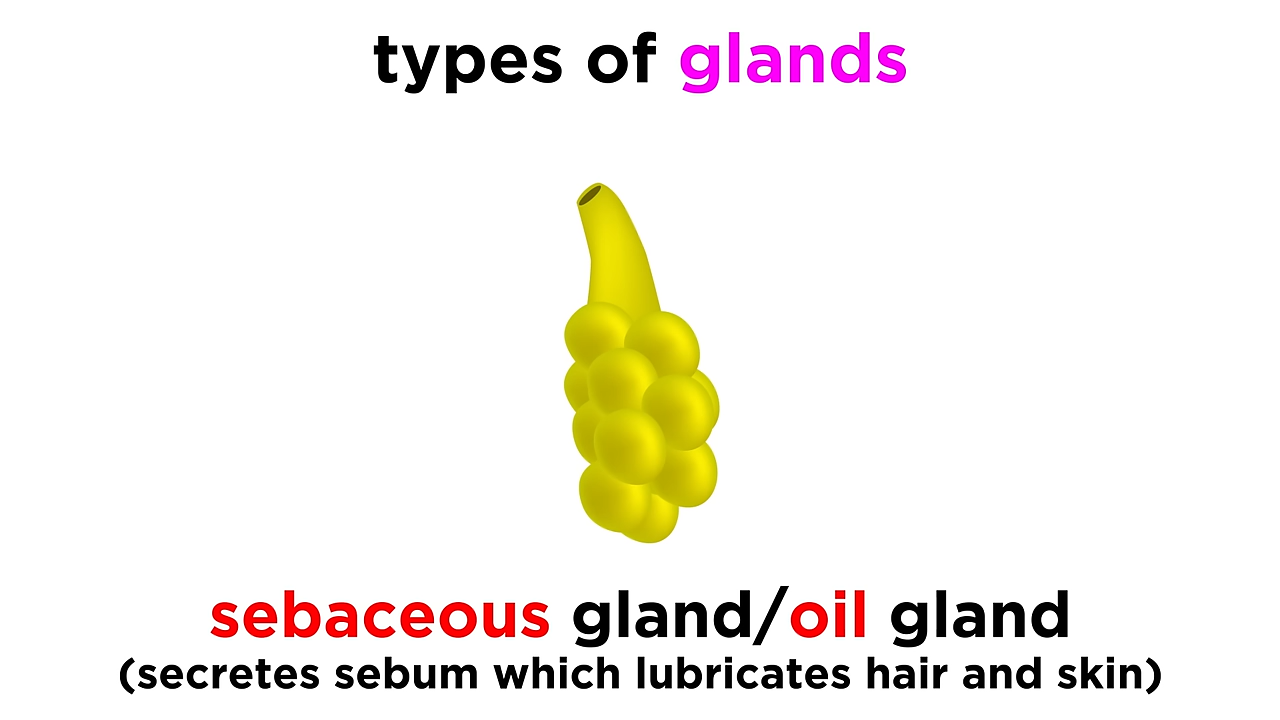 types of glands
sebaceous gland/oil gland
(secretes sebum which lubricates hair and skin)